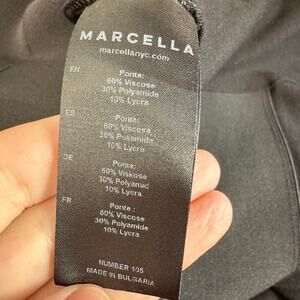 MARCELLA
marcellanyc.com
EN
Ponte:
60% Viscose
30% Polyamide
10% Lycra
ES
Ponte:
60% Viscosa
30% Poliamida
10% Lycra
DE
Ponte:
60% Viskose
30% Polyamid
10% Lycra
FR
Ponte :
60% Viscose
30% Polyamide
10% Lycra
NUMBER 105
MADE IN BULGARIA